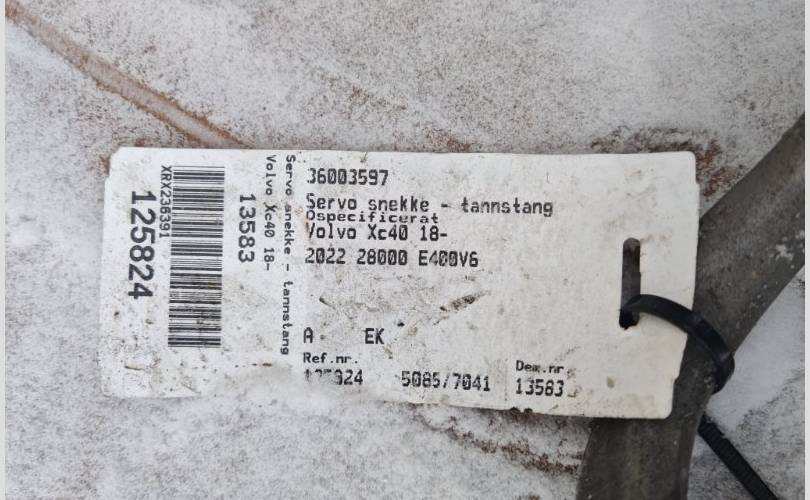 36003597
Servo snekke - tannstang
Ospecificerat
Volvo Xc40 18-
2022 28000 E400V6
A EK
Ref.nr. Dem.nr.
5085/7041 13583
Servo snekke - tannstang
Volvo Xc40 18-
13583
XRX236391
125824